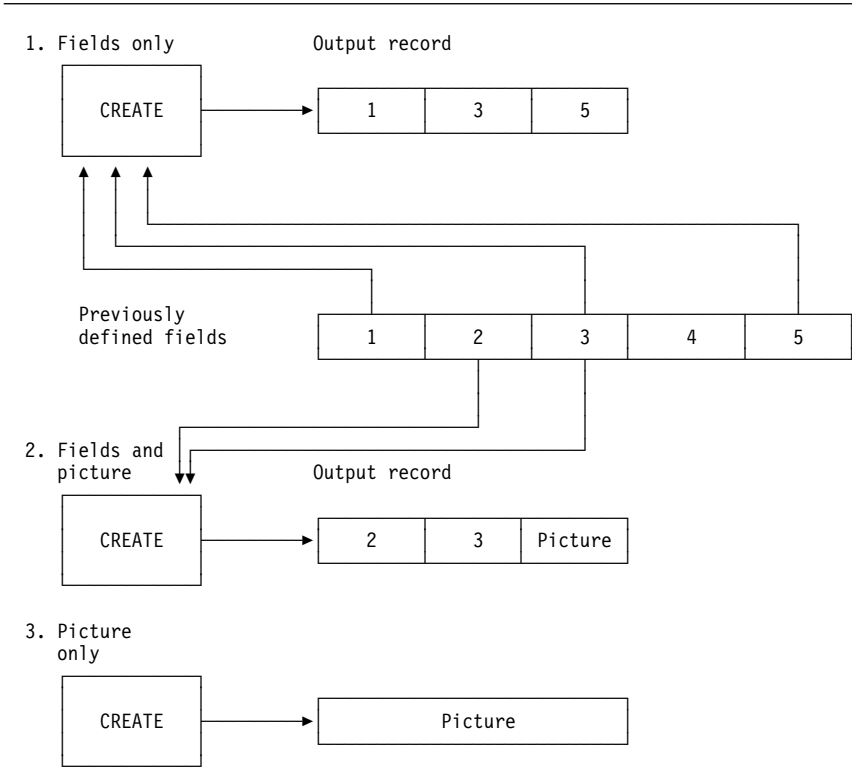 1. Fields only Output record
CREATE 1 3 5
Previously
defined fields 1 2 3 4 5
2. Fields and
picture Output record
CREATE 2 3 Picture
3. Picture
only
CREATE Picture